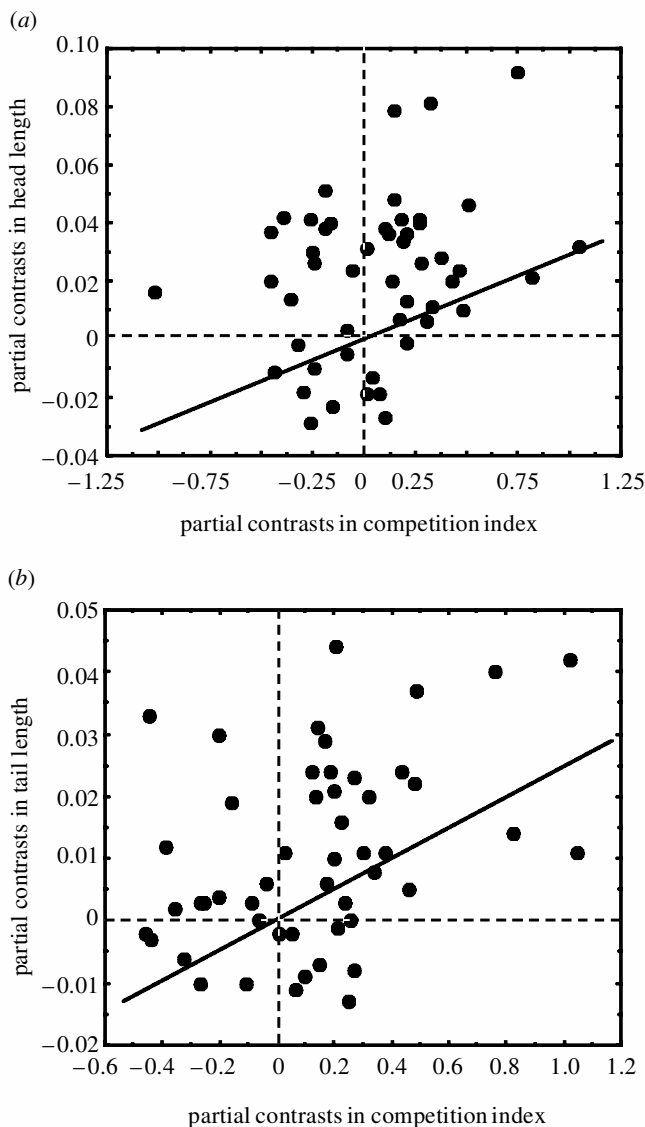 (a)
0.10
0.08
0.06
0.04
0.02
0
−0.02
−0.04
partial contrasts in head length
−1.25 −0.75 −0.25 0 0.25 0.75 1.25
partial contrasts in competition index
(b)
0.05
0.04
0.03
0.02
0.01
0
−0.01
−0.02
partial contrasts in tail length
−0.6 −0.4 −0.2 0 0.2 0.4 0.6 0.8 1.0 1.2
partial contrasts in competition index